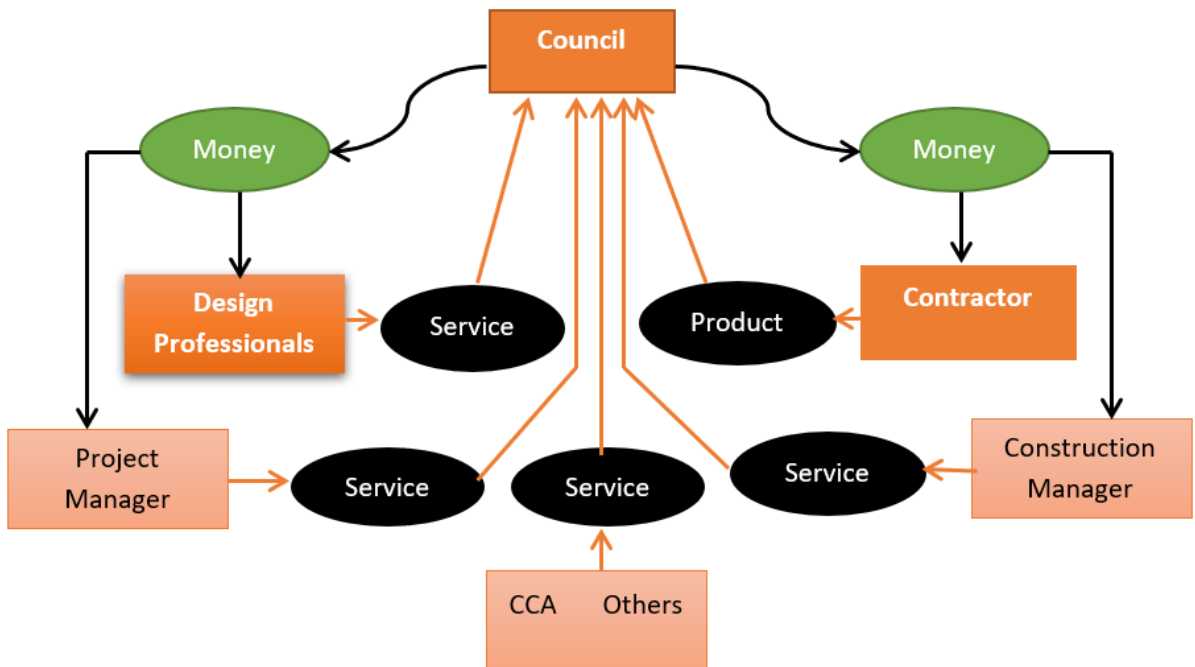 Council
Money
Money
Design
Professionals
Service
Product
Contractor
Project
Manager
Service
Service
Service
Construction
Manager
CCA Others